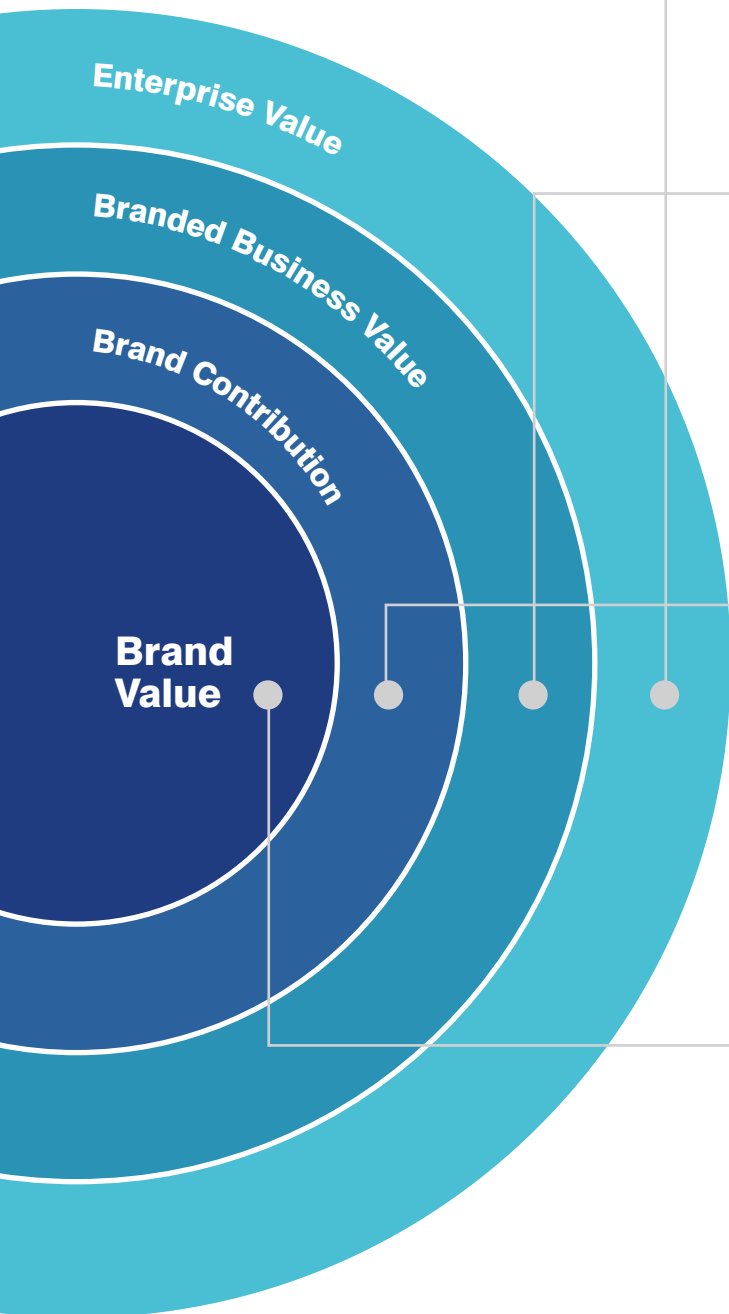 Enterprise Value
Branded Business Value
Brand Contribution
Brand
Value